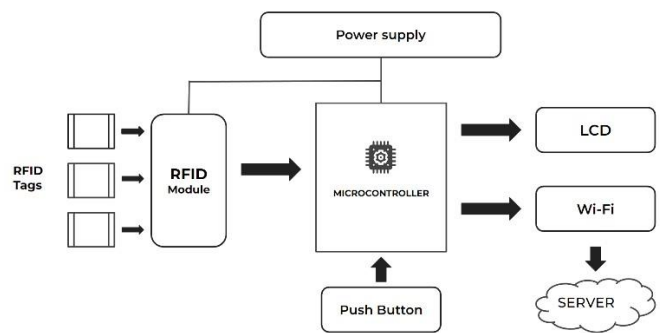 Power supply
RFID
Tags
RFID
Module
MICROCONTROLLER
LCD
Wi-Fi
Push Button
SERVER